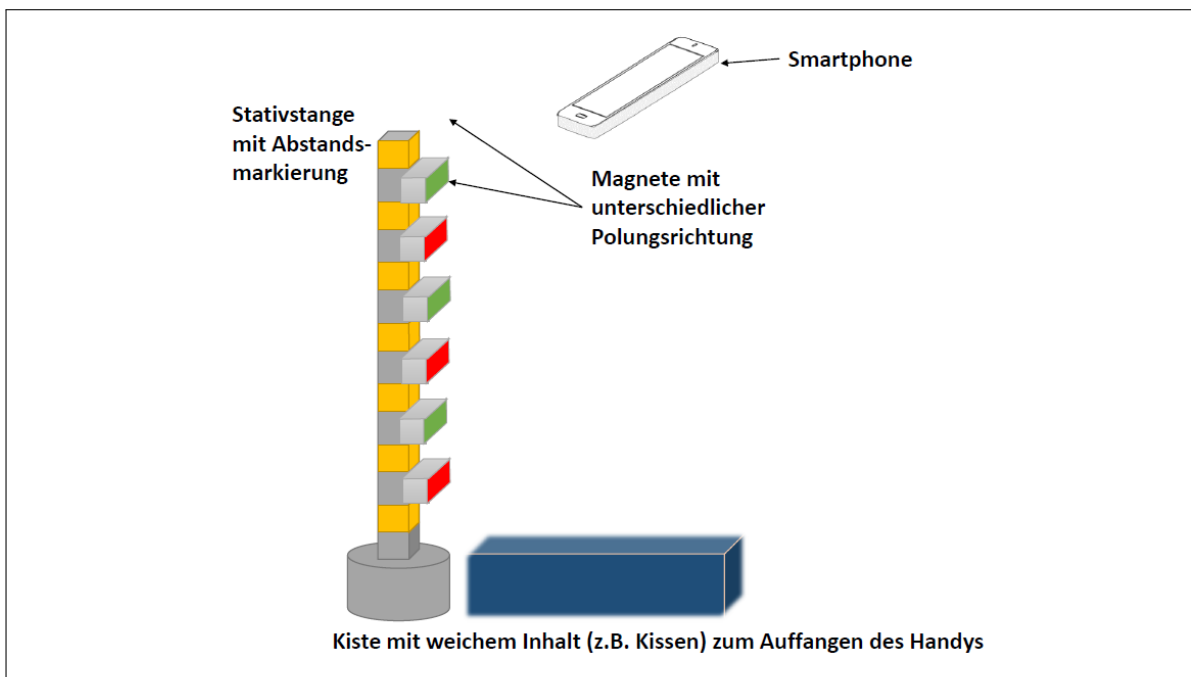 Smartphone
Stativstange
mit Abstands-
markierung
Magnete mit
unterschiedlicher
Polungsrichtung
Kiste mit weichem Inhalt (z.B. Kissen) zum Auffangen des Handys